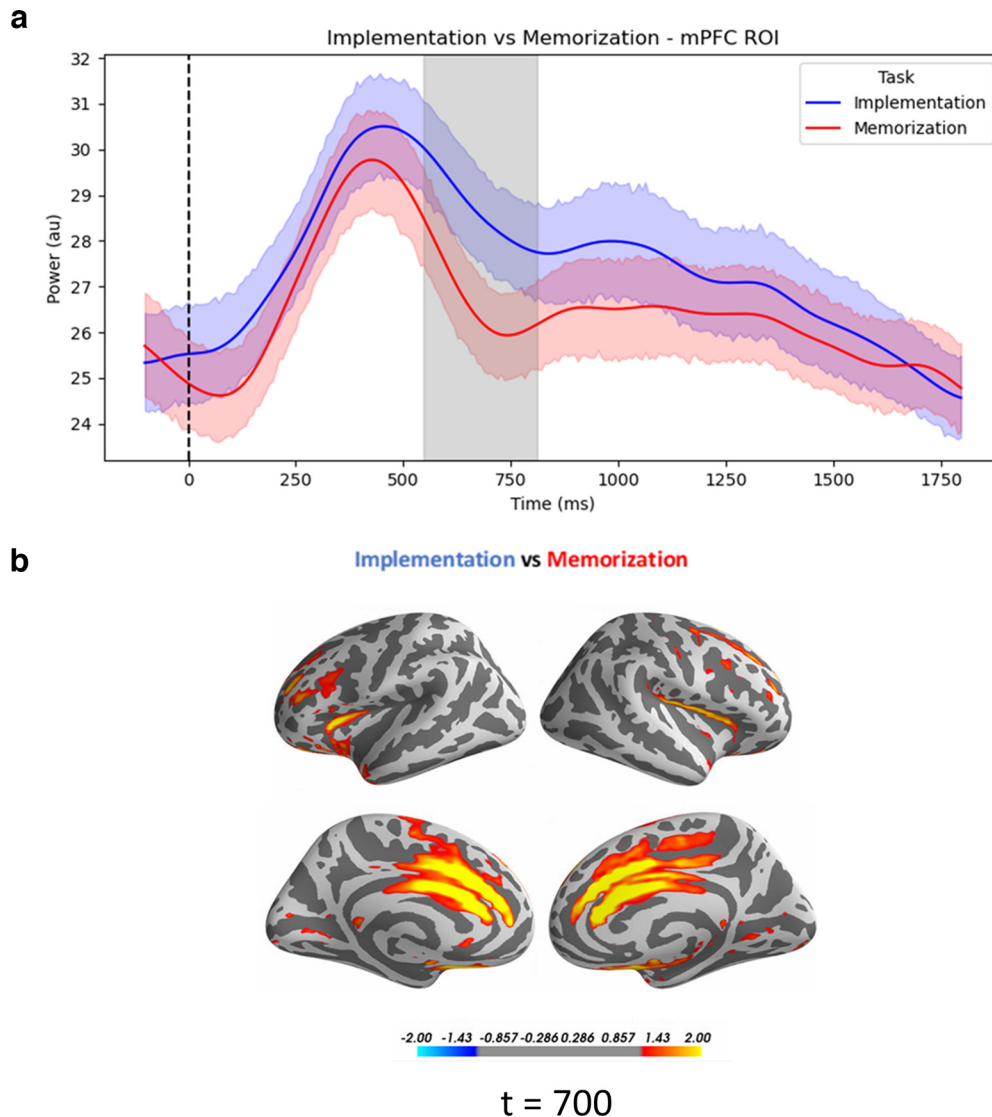 a
Implementation vs Memorization - mPFC ROI
32
31
30
29
28
27
26
25
24
Power (au)
Task
Implementation
Memorization
0 250 500 750 1000 1250 1500 1750
Time (ms)
b
Implementation vs Memorization
-2.00 -1.43 -0.857 -0.286 0.286 0.857 1.43 2.00
t = 700